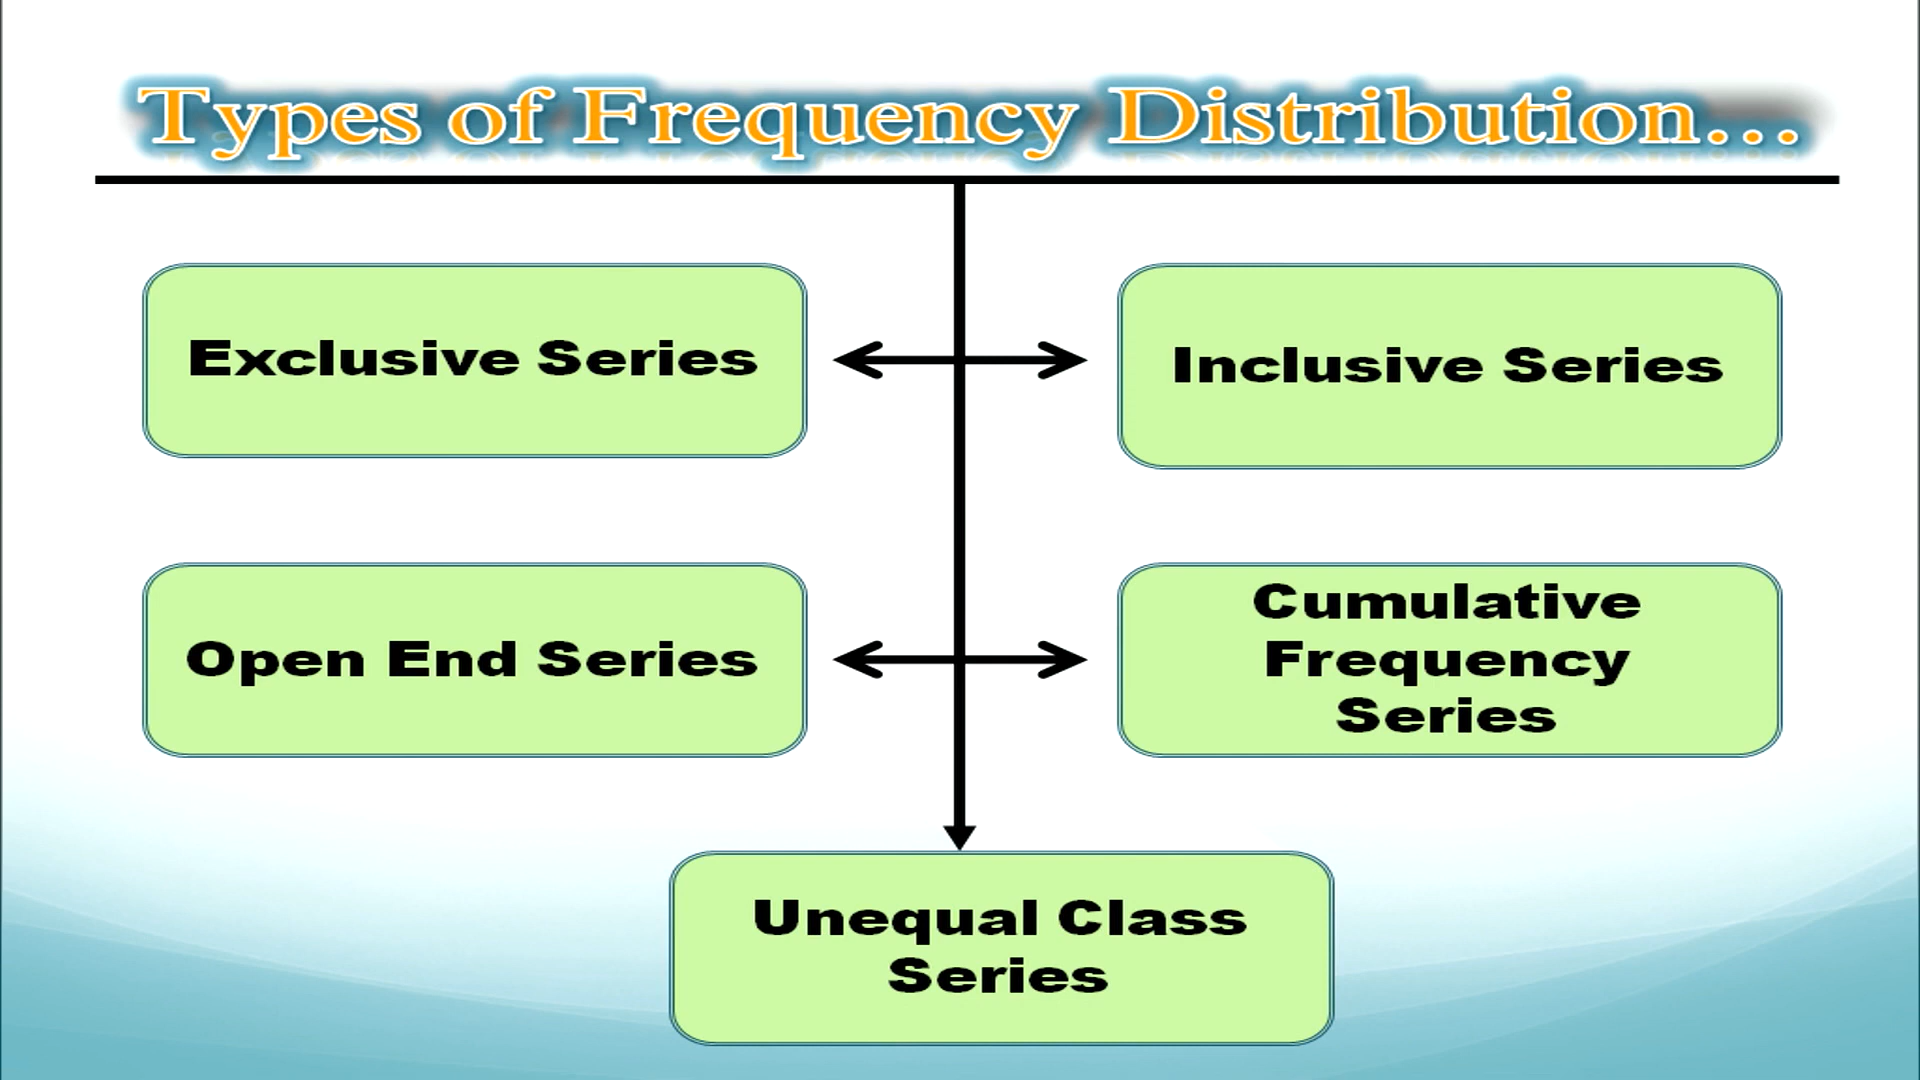 Types of Frequency Distribution...
Exclusive Series
Inclusive Series
Open End Series
Cumulative
Frequency
Series
Unequal Class
Series